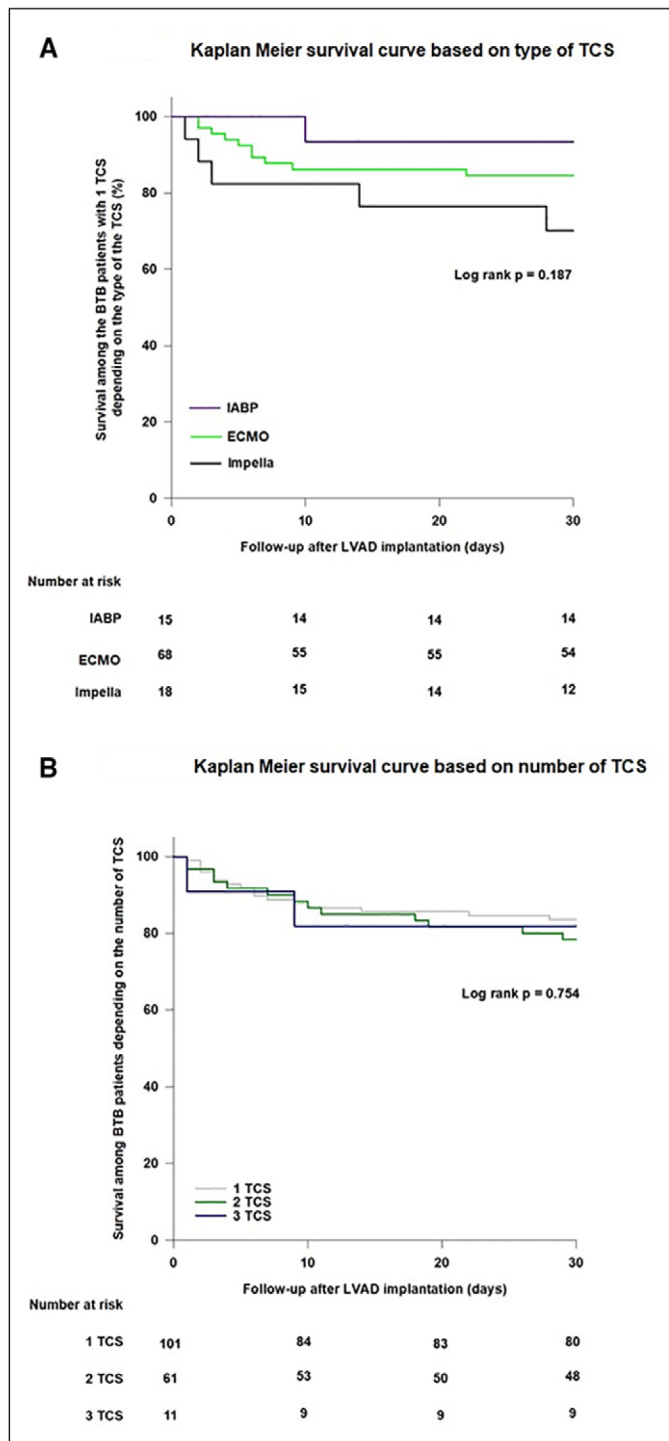 A
Kaplan Meier survival curve based on type of TCS
Survival among the BTB patients with 1 TCS
depending on the type of the TCS (%)
100
80
60
40
20
0
Log rank p = 0.187
IABP
ECMO
Impella
0 10 20 30
Follow-up after LVAD implantation (days)
Number at risk
IABP 15 14 14 14
ECMO 68 55 55 54
Impella 18 15 14 12
B
Kaplan Meier survival curve based on number of TCS
Survival among BTB patients depending on the number of TCS
100
80
60
40
20
0
Log rank p = 0.754
1 TCS
2 TCS
3 TCS
0 10 20 30
Follow-up after LVAD implantation (days)
Number at risk
1 TCS 101 84 83 80
2 TCS 61 53 50 48
3 TCS 11 9 9 9